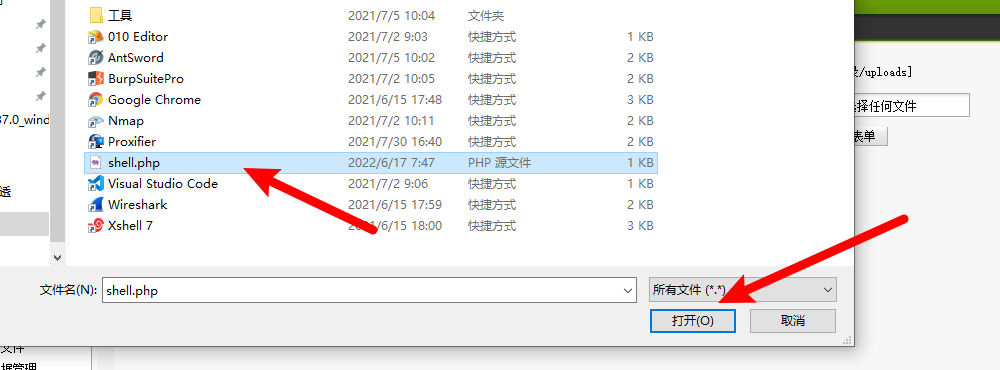 工具 2021/7/5 10:04 文件夹
010 Editor 2021/7/2 9:03 快捷方式 1 KB
AntSword 2021/7/5 10:02 快捷方式 2 KB
BurpSuitePro 2021/7/2 10:05 快捷方式 2 KB
Google Chrome 2021/6/15 17:48 快捷方式 3 KB
Nmap 2021/7/2 10:11 快捷方式 2 KB
Proxifier 2021/7/30 16:40 快捷方式 2 KB
shell.php 2022/6/17 7:47 PHP 源文件 1 KB
Visual Studio Code 2021/7/2 9:06 快捷方式 1 KB
Wireshark 2021/6/15 17:59 快捷方式 2 KB
Xshell 7 2021/6/15 18:00 快捷方式 3 KB
37.0_wind
透
文件名(N): shell.php 所有文件 (*.*)
打开(O) 取消
/uploads]
择任何文件
表单
文件
据管理